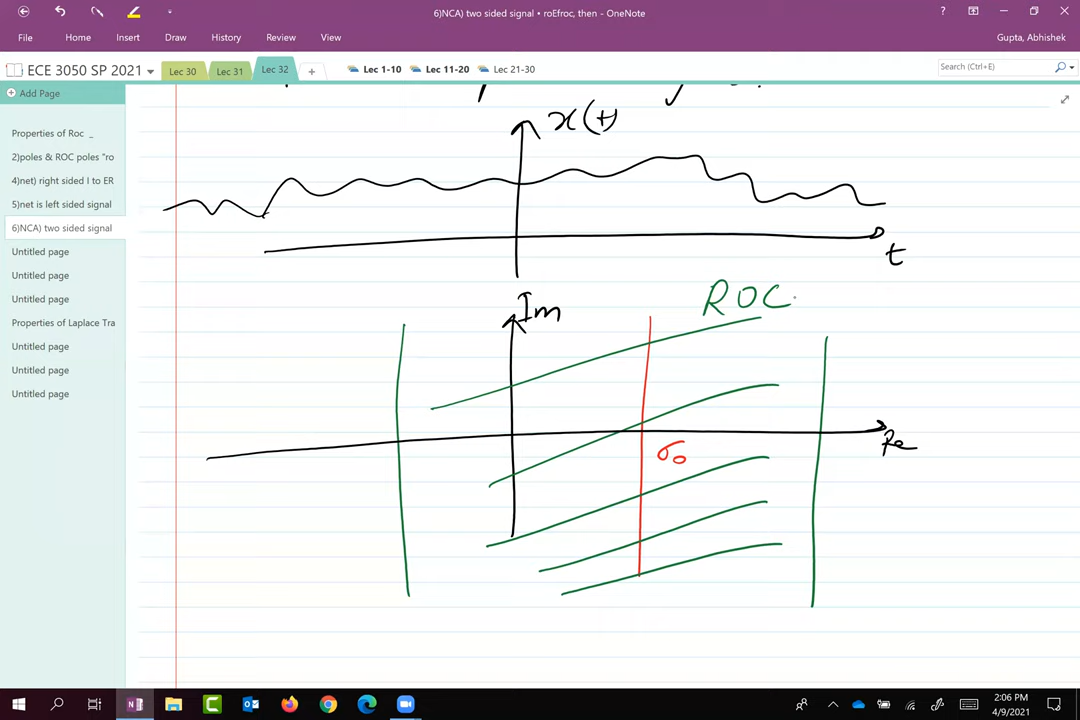 6)NCA) two sided signal • roEfroc, then - OneNote
File Home Insert Draw History Review View
Gupta, Abhishek
ECE 3050 SP 2021
Lec 30
Lec 31
Lec 32
Lec 1-10
Lec 11-20
Lec 21-30
Search (Ctrl+E)
Add Page
Properties of Roc _
2)poles & ROC poles "ro
4)net) right sided I to ER
5)net is left sided signal
6)NCA) two sided signal
Untitled page
Untitled page
Untitled page
Properties of Laplace Tra
Untitled page
Untitled page
Untitled page
x(t)
t
Im
ROC
σ₀
Re
2:06 PM
4/9/2021